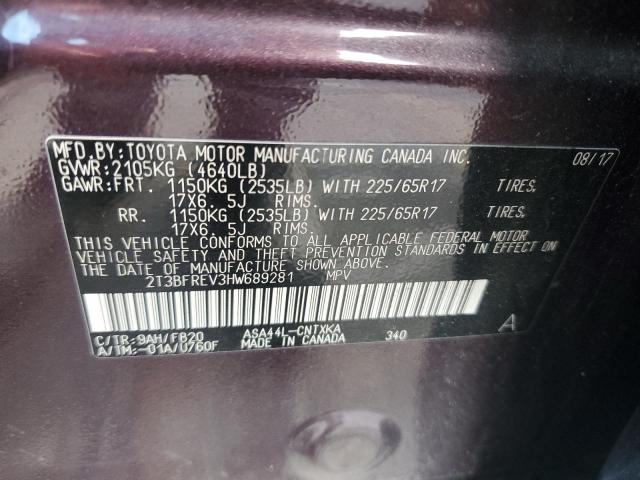 MFD.BY:TOYOTA MOTOR MANUFACTURING CANADA INC. 08/17
GVWR:2105KG (4640LB)
GAWR:FRT. 1150KG (2535LB) WITH 225/65R17 TIRES,
17X6.5J RIMS.
RR. 1150KG (2535LB) WITH 225/65R17 TIRES,
17X6.5J RIMS.
THIS VEHICLE CONFORMS TO ALL APPLICABLE FEDERAL MOTOR
VEHICLE SAFETY, BUMPER, AND THEFT PREVENTION STANDARDS IN EFFECT ON
THE DATE OF MANUFACTURE SHOWN ABOVE.
2T3BFREV3HW689281 MPV
C/TR:9AH/FB20 ASA44L-CNTXKA 340 A
A/TM:-01A/U760F MADE IN CANADA